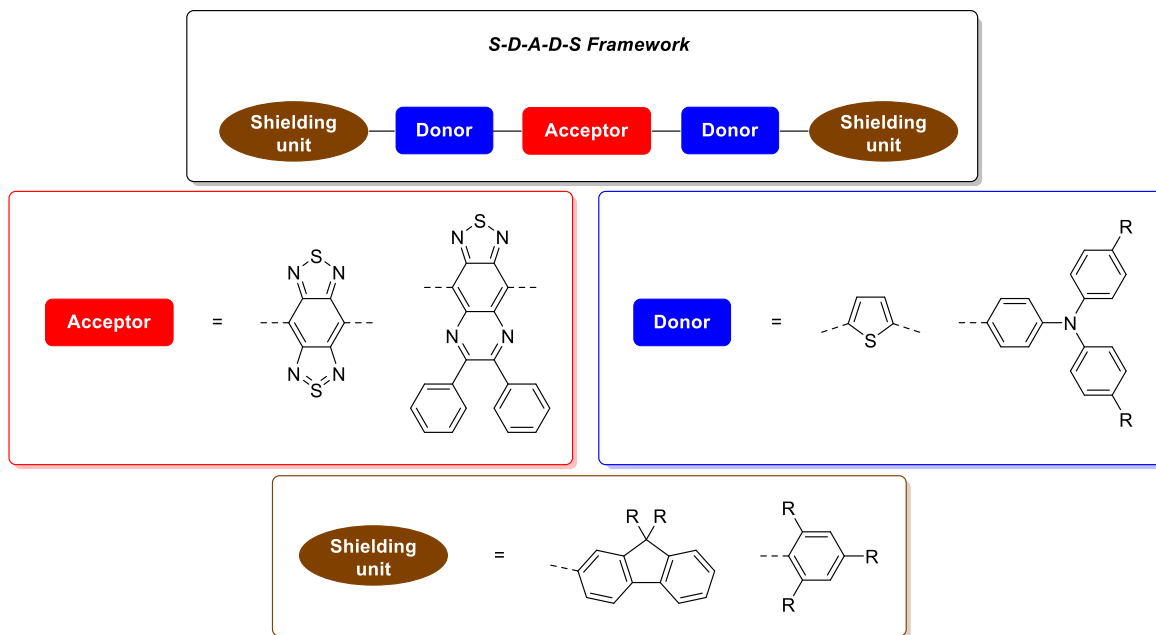 S-D-A-D-S Framework
Shielding unit
Donor
Acceptor
Donor
Shielding unit
Acceptor
=
S
N N
N N
S
S
N N
N N
Donor
=
S
R
N
R
Shielding
unit
=
R R
R
R
R